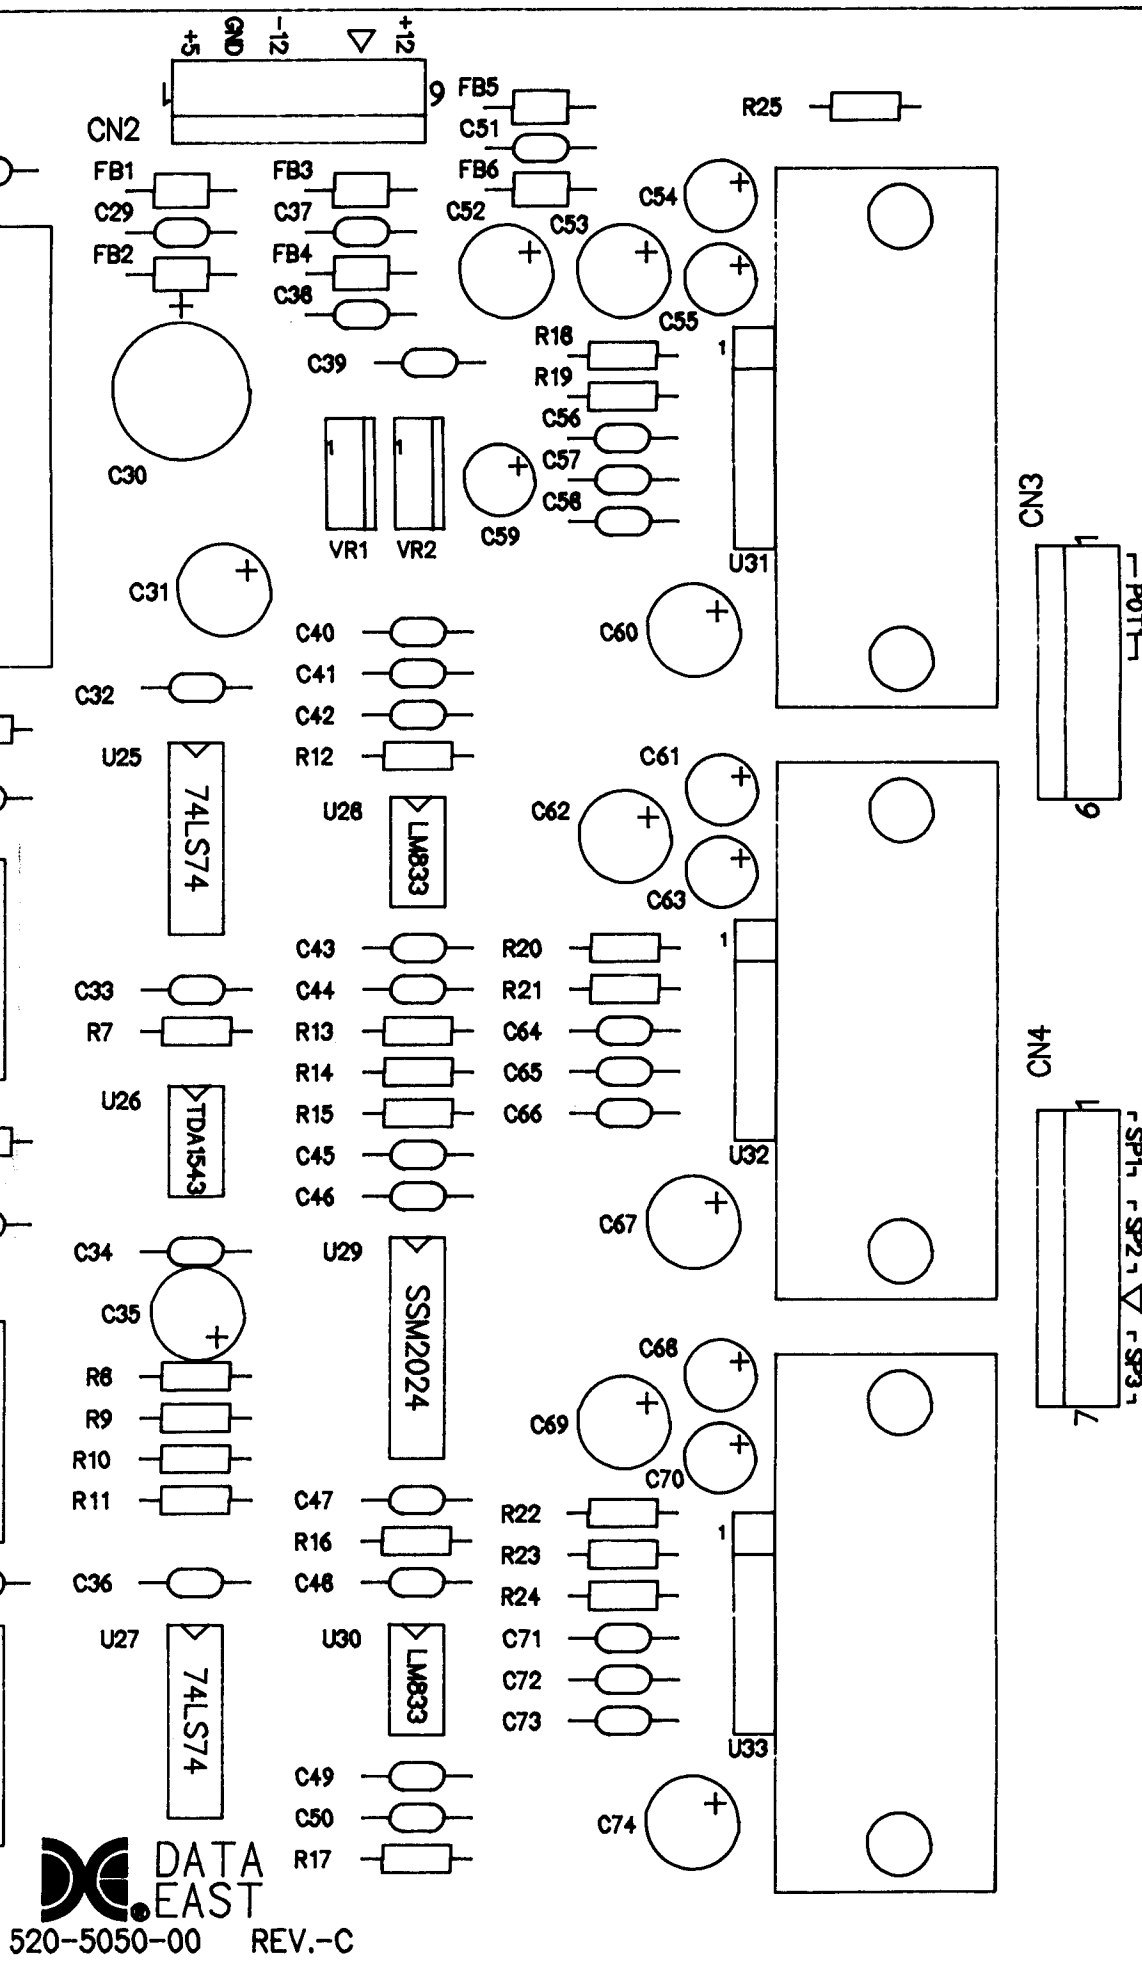 +5
GND
-12
+12
1
6
CN2
FB5
C51
FB6
R25
FB1
C29
FB2
FB3
C37
FB4
C38
C52
C53
C54
C55
C39
R18
R19
C56
C57
C58
1
U31
C30
1
1
VR1
VR2
C59
CN3
1
POT1
9
C31
C60
C40
C41
C42
R12
C32
U25
74LS74
U28
LM833
C61
C62
C63
C43
C44
R13
R14
R15
C45
C46
C33
R7
U26
TDA1543
R20
R21
C64
C65
C66
1
U32
CN4
1
SP1
SP2
SP3
7
C67
C34
C35
R8
R9
R10
R11
U29
SSM2024
C68
C69
C70
C47
R16
C48
R22
R23
R24
C71
C72
C73
1
U33
C36
U27
74LS74
U30
LM833
C49
C50
R17
C74
DATA
EAST
®
520-5050-00 REV.-C